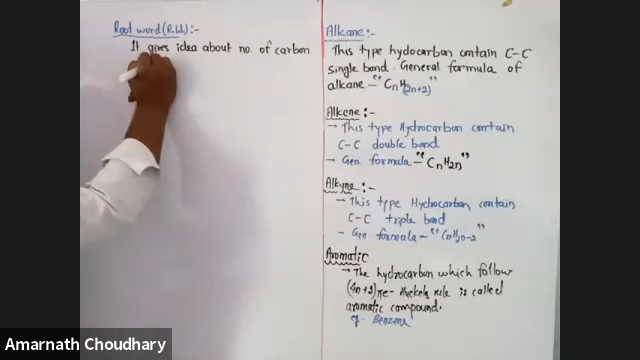 Root word (R.W) :-
It gives idea about no. of carbon
Alkane:-
This type hydocarbon contain C-C
single bond. General formula of
alkane - "CnH(2n+2)"
Alkene:-
→ This type Hydrocarbon contain
C-C double bond
→ Gen formula - "CnH2n"
Alkyne:-
→ This type Hydrocarbon contain
C-C triple bond
- Gen formula - "CnH2n-2"
Aromatic
→ The hydrocarbon which follow
(4n+2)πe- Huckels rule is called
aromatic compound.
eg- Benzene
Amarnath Choudhary